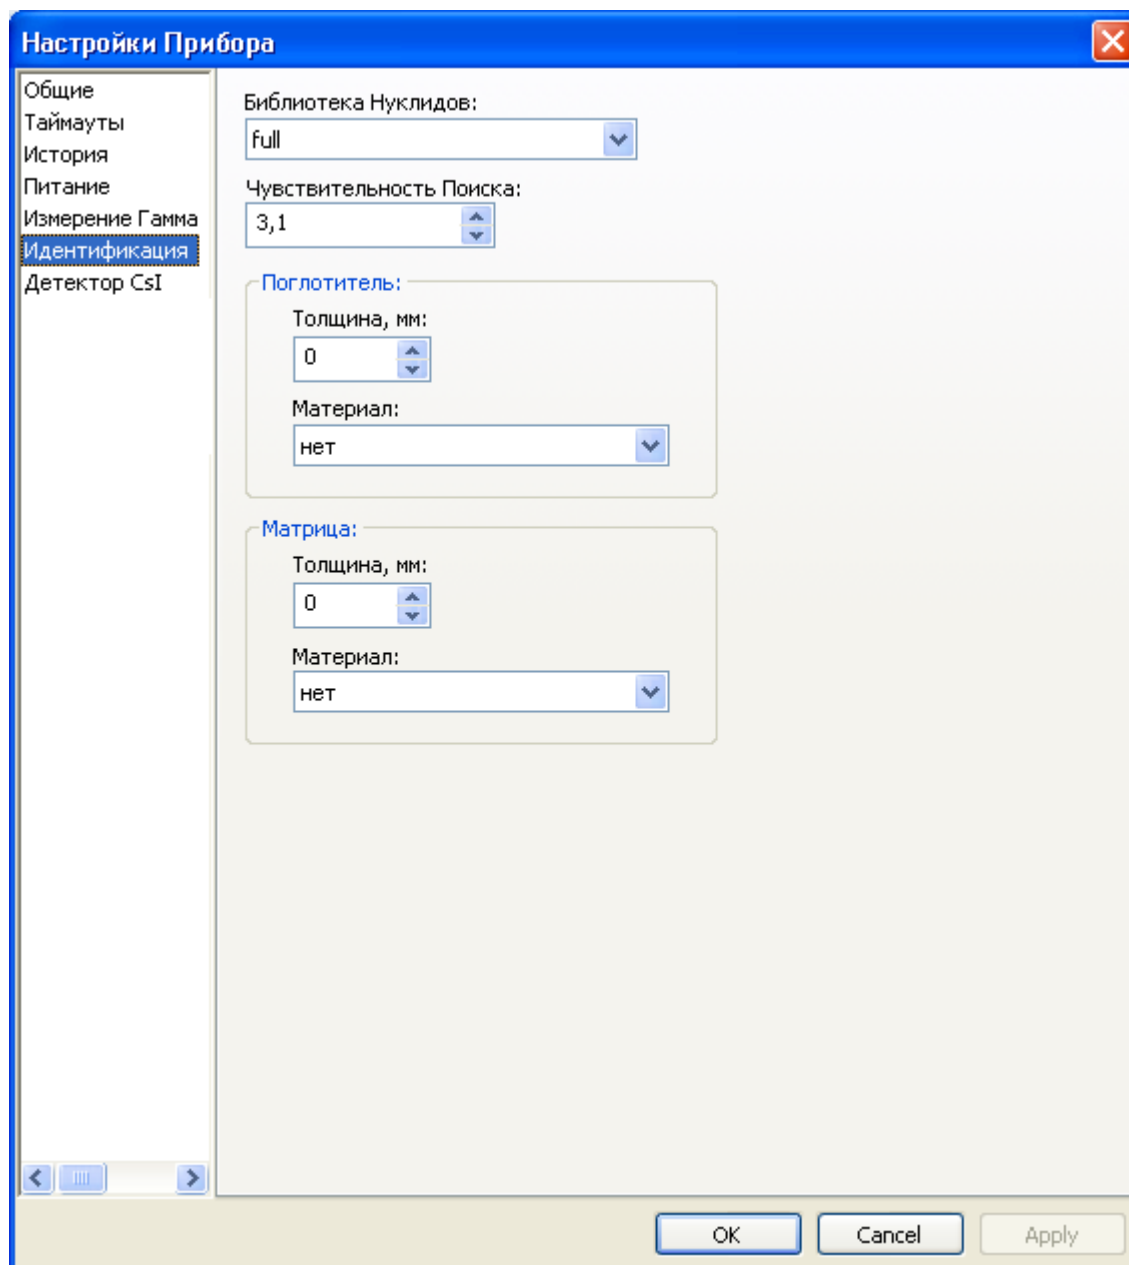 Настройки Прибора
Общие
Таймауты
История
Питание
Измерение Гамма
Идентификация
Детектор CsI
Библиотека Нуклидов:
full
Чувствительность Поиска:
3,1
Поглотитель:
Толщина, мм:
0
Материал:
нет
Матрица:
Толщина, мм:
0
Материал:
нет
OK
Cancel
Apply